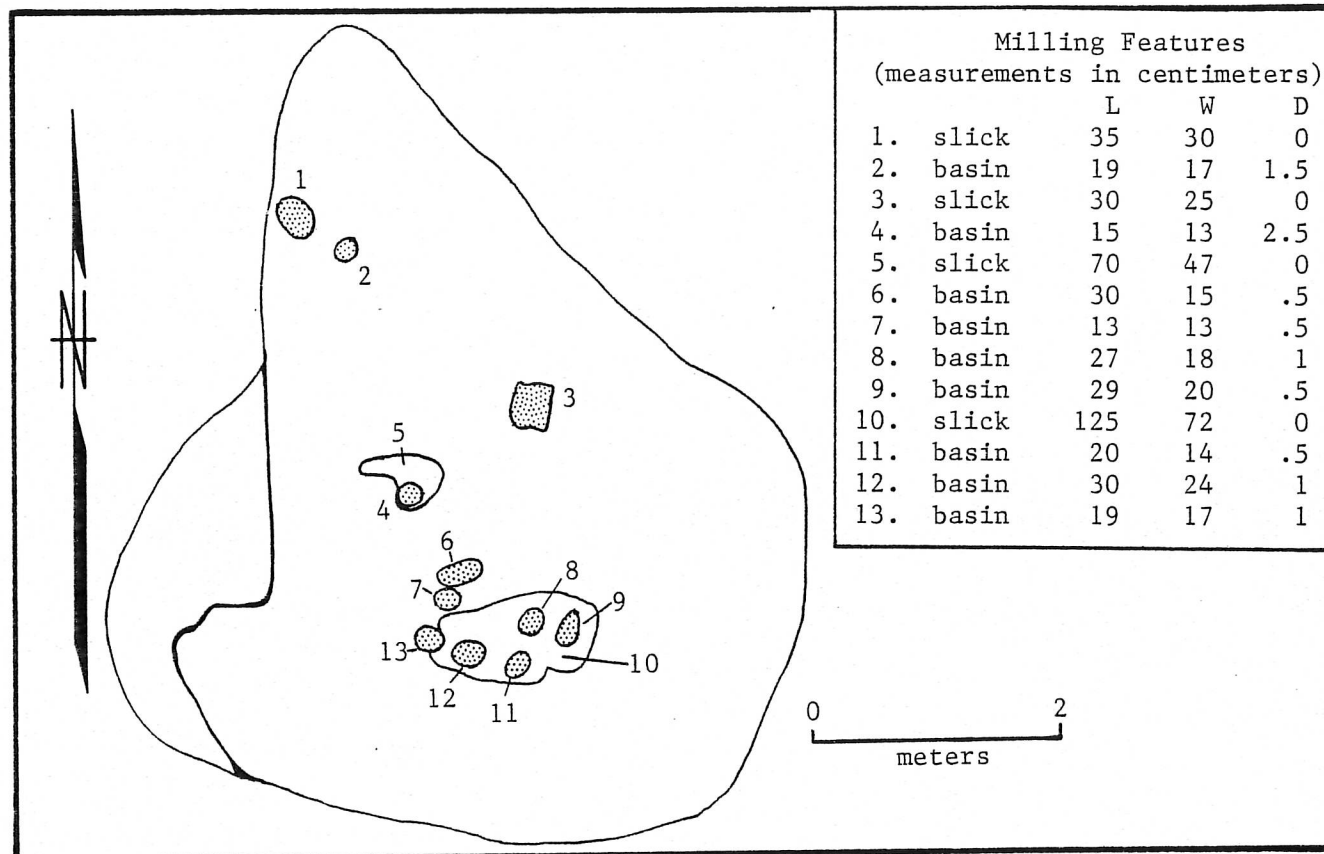 Milling Features
(measurements in centimeters)
L W D
1. slick 35 30 0
2. basin 19 17 1.5
3. slick 30 25 0
4. basin 15 13 2.5
5. slick 70 47 0
6. basin 30 15 .5
7. basin 13 13 .5
8. basin 27 18 1
9. basin 29 20 .5
10. slick 125 72 0
11. basin 20 14 .5
12. basin 30 24 1
13. basin 19 17 1
1
2
N
3
5
4
6
7
8
9
13
10
12
11
0 2
meters